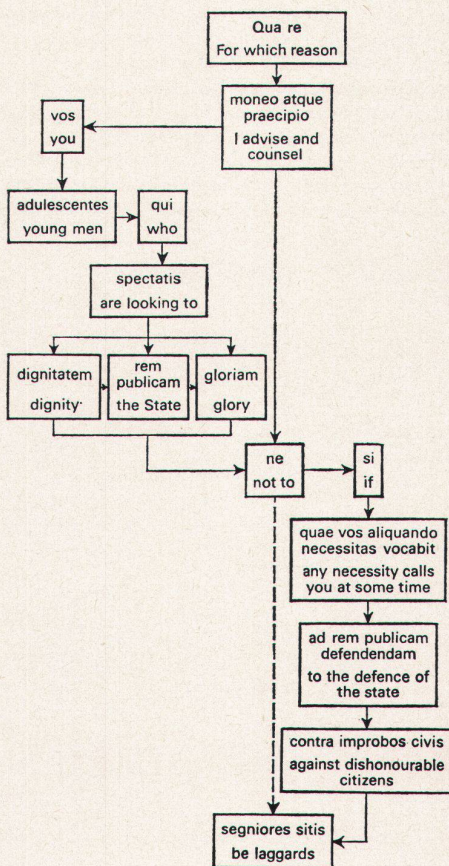 Qua re
For which reason
moneo atque
praecipio
I advise and
counsel
vos
you
adulescentes
young men
qui
who
spectatis
are looking to
dignitatem
dignity
rem
publicam
the State
gloriam
glory
ne
not to
si
if
quae vos aliquando
necessitas vocabit
any necessity calls
you at some time
ad rem publicam
defendendam
to the defence of
the state
contra improbos civis
against dishonourable
citizens
segniores sitis
be laggards